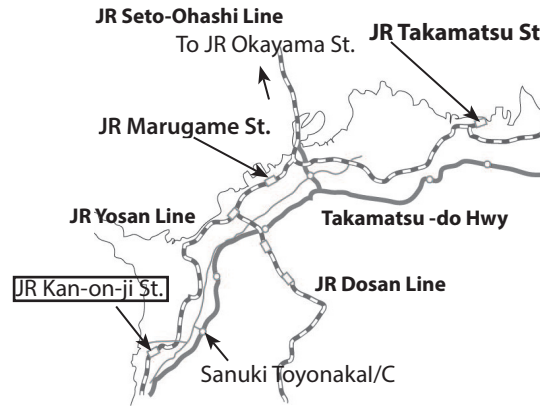 JR Seto-Ohashi Line
To JR Okayama St.
JR Takamatsu St
JR Marugame St.
JR Yosan Line
Takamatsu -do Hwy
JR Kan-on-ji St.
JR Dosan Line
Sanuki Toyonakal/C